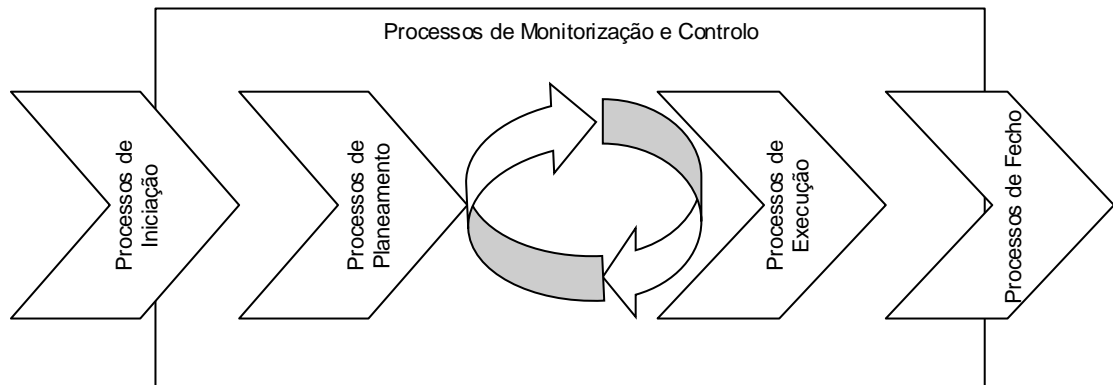 Processos de Monitorização e Controlo
Processos de
Iniciação
Processos de
Planeamento
Processos de
Execução
Processos de Fecho